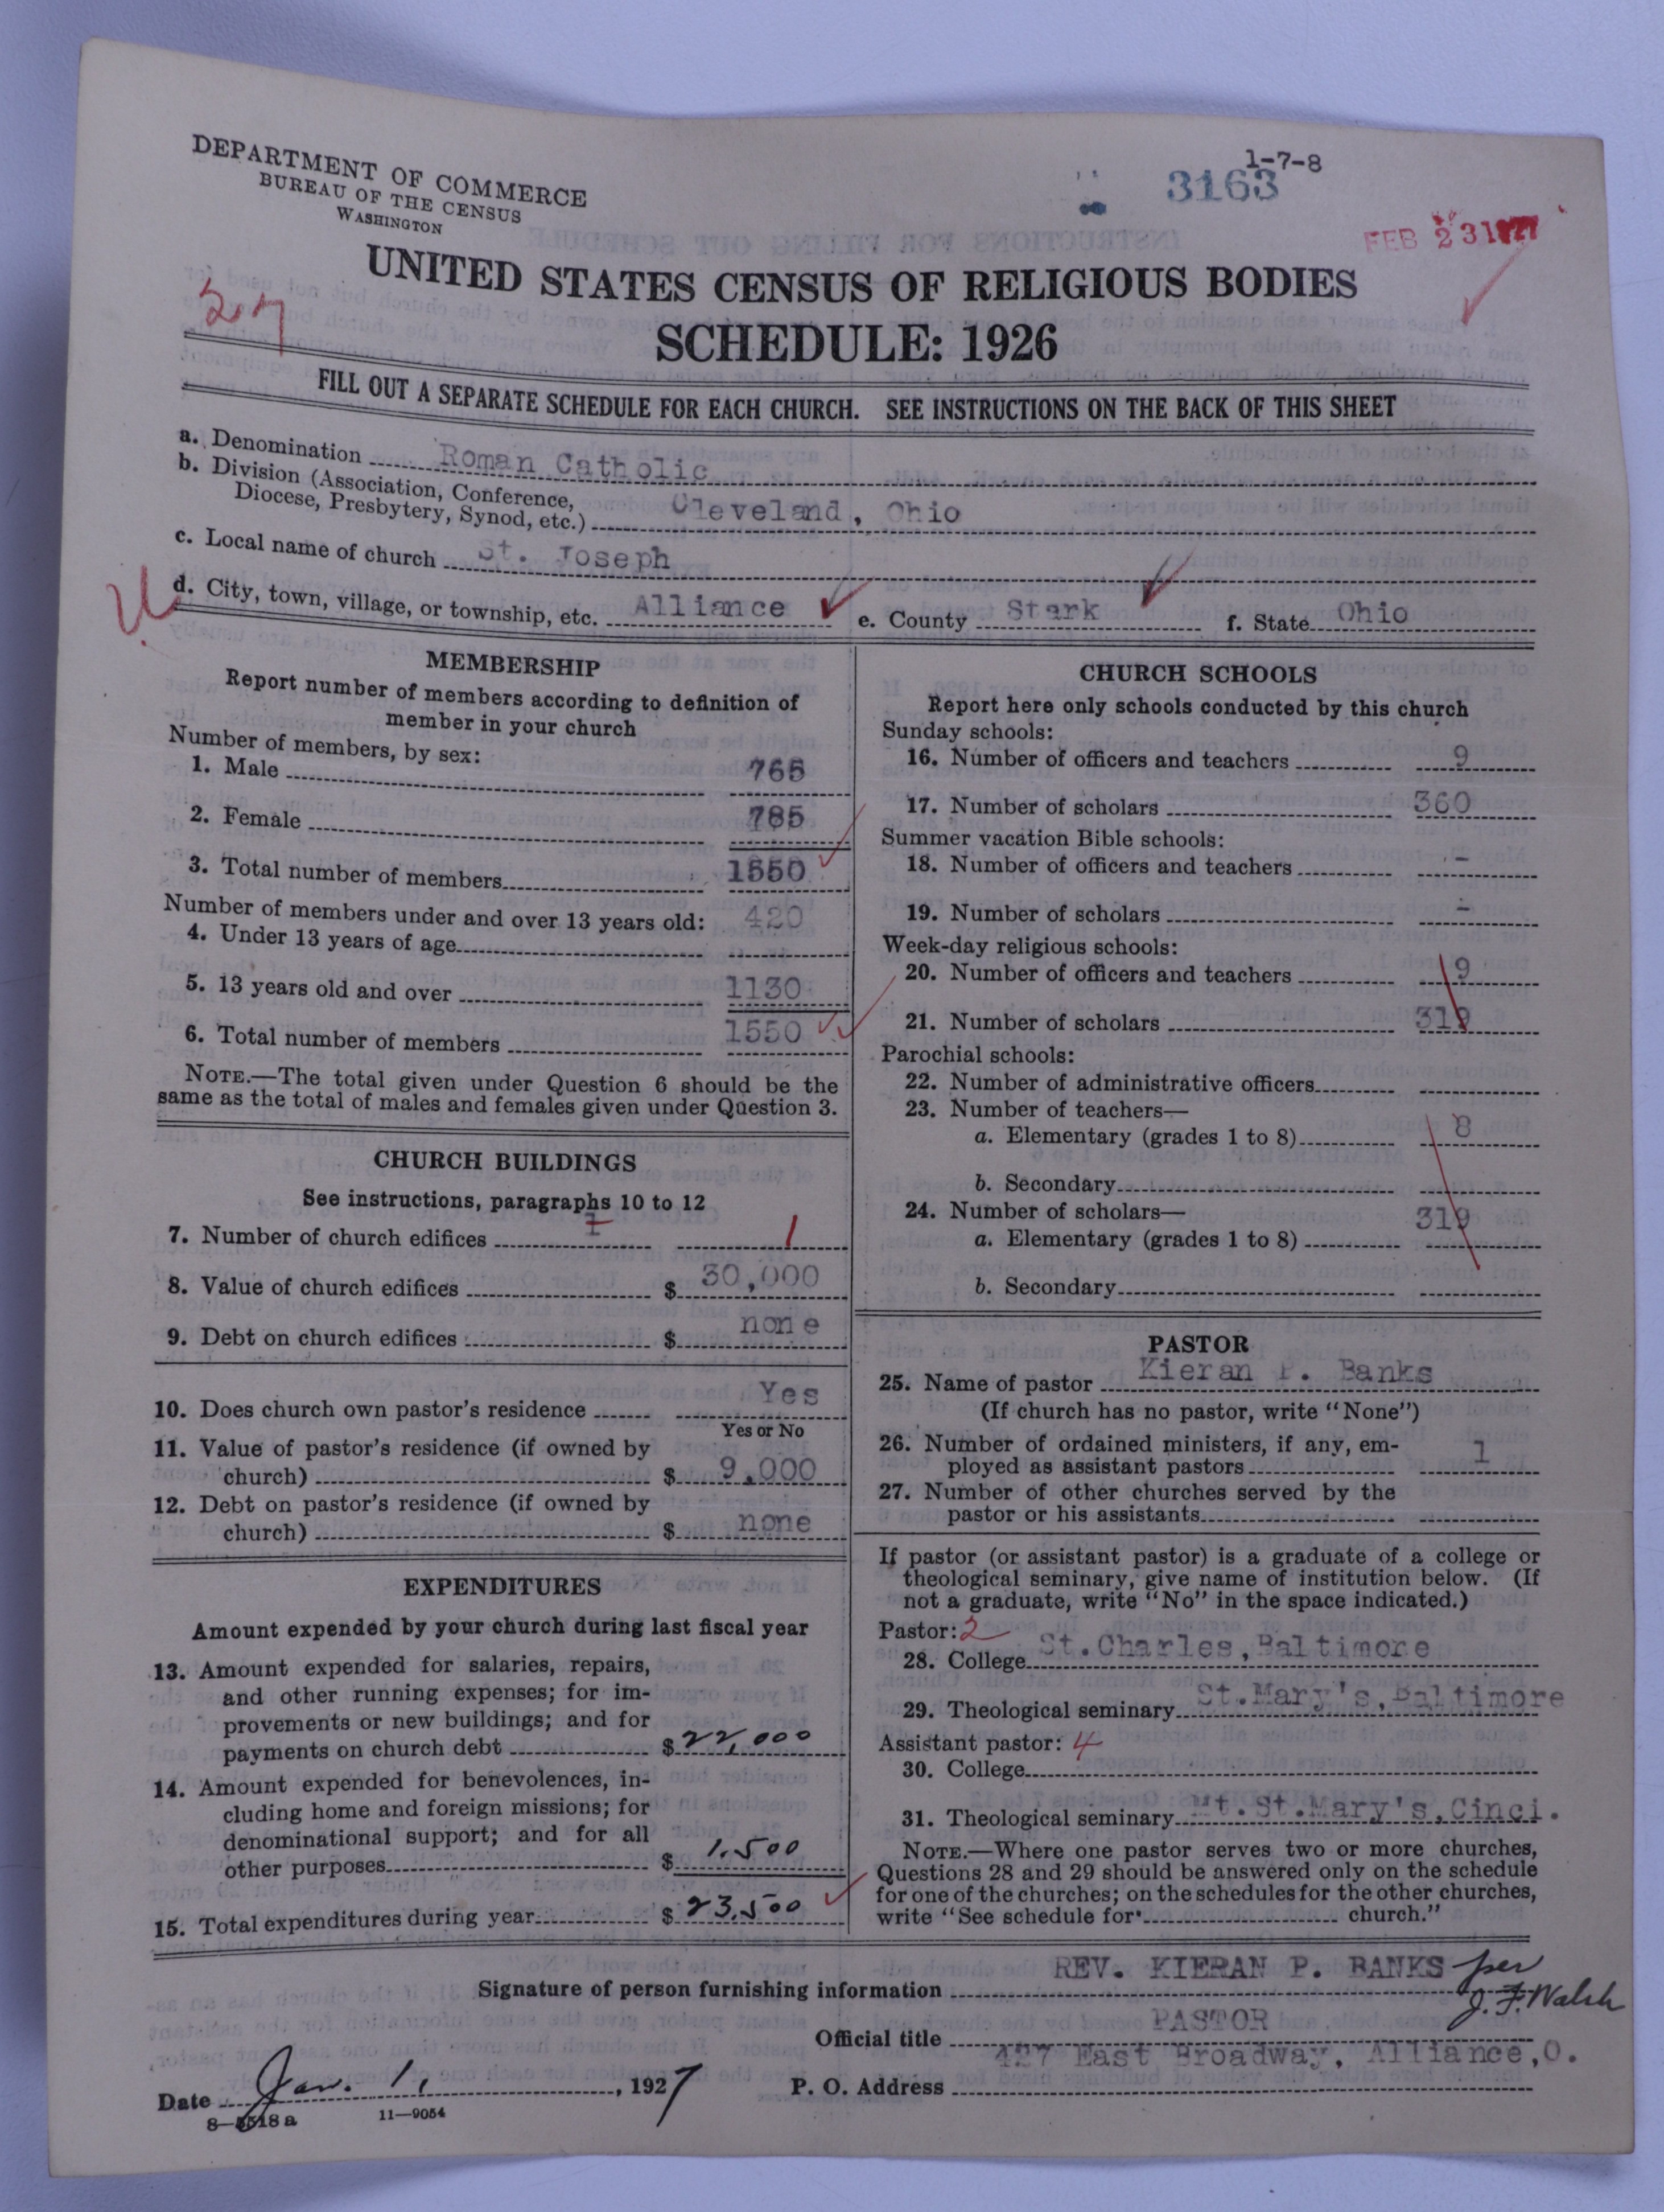 DEPARTMENT OF COMMERCE
BUREAU OF THE CENSUS
WASHINGTON
1-7-8
3163
FEB 23 1927
UNITED STATES CENSUS OF RELIGIOUS BODIES
SCHEDULE: 1926
FILL OUT A SEPARATE SCHEDULE FOR EACH CHURCH. SEE INSTRUCTIONS ON THE BACK OF THIS SHEET
a. Denomination Roman Catholic
b. Division (Association, Conference,
Diocese, Presbytery, Synod, etc.) Cleveland, Ohio
c. Local name of church St. Joseph
d. City, town, village, or township, etc. Alliance e. County Stark f. State Ohio
MEMBERSHIP
Report number of members according to definition of
member in your church
Number of members, by sex:
1. Male 765
2. Female 785
3. Total number of members 1550
Number of members under and over 13 years old:
4. Under 13 years of age 420
5. 13 years old and over 1130
6. Total number of members 1550
NOTE.—The total given under Question 6 should be the
same as the total of males and females given under Question 3.
CHURCH BUILDINGS
See instructions, paragraphs 10 to 12
7. Number of church edifices 1 1
8. Value of church edifices $ 30,000
9. Debt on church edifices $ none
10. Does church own pastor's residence Yes
Yes or No
11. Value of pastor's residence (if owned by
church) $ 9,000
12. Debt on pastor's residence (if owned by
church) $ none
EXPENDITURES
Amount expended by your church during last fiscal year
13. Amount expended for salaries, repairs,
and other running expenses; for im-
provements or new buildings; and for
payments on church debt $ 22,000
14. Amount expended for benevolences, in-
cluding home and foreign missions; for
denominational support; and for all
other purposes $ 1,500
15. Total expenditures during year $ 23,500
CHURCH SCHOOLS
Report here only schools conducted by this church
Sunday schools:
16. Number of officers and teachers 9
17. Number of scholars 360
Summer vacation Bible schools:
18. Number of officers and teachers -
19. Number of scholars -
Week-day religious schools:
20. Number of officers and teachers 9
21. Number of scholars 319
Parochial schools:
22. Number of administrative officers
23. Number of teachers—
a. Elementary (grades 1 to 8) 8
b. Secondary
24. Number of scholars—
a. Elementary (grades 1 to 8) 319
b. Secondary
PASTOR
25. Name of pastor Kieran P. Banks
(If church has no pastor, write "None")
26. Number of ordained ministers, if any, em-
ployed as assistant pastors 1
27. Number of other churches served by the
pastor or his assistants
If pastor (or assistant pastor) is a graduate of a college or
theological seminary, give name of institution below. (If
not a graduate, write "No" in the space indicated.)
Pastor: 2
28. College St.Charles,Baltimore
29. Theological seminary St.Mary's,Baltimore
Assistant pastor: 4
30. College
31. Theological seminary Mt.St.Mary's,Cinci.
NOTE.—Where one pastor serves two or more churches,
Questions 28 and 29 should be answered only on the schedule
for one of the churches; on the schedules for the other churches,
write "See schedule for church."
Signature of person furnishing information REV. KIERAN P. BANKS per
J. F. Walsh
Official title PASTOR
P. O. Address 427 East Broadway, Alliance,O.
Date Jan. 1, 1927
8—5518 a 11—9054